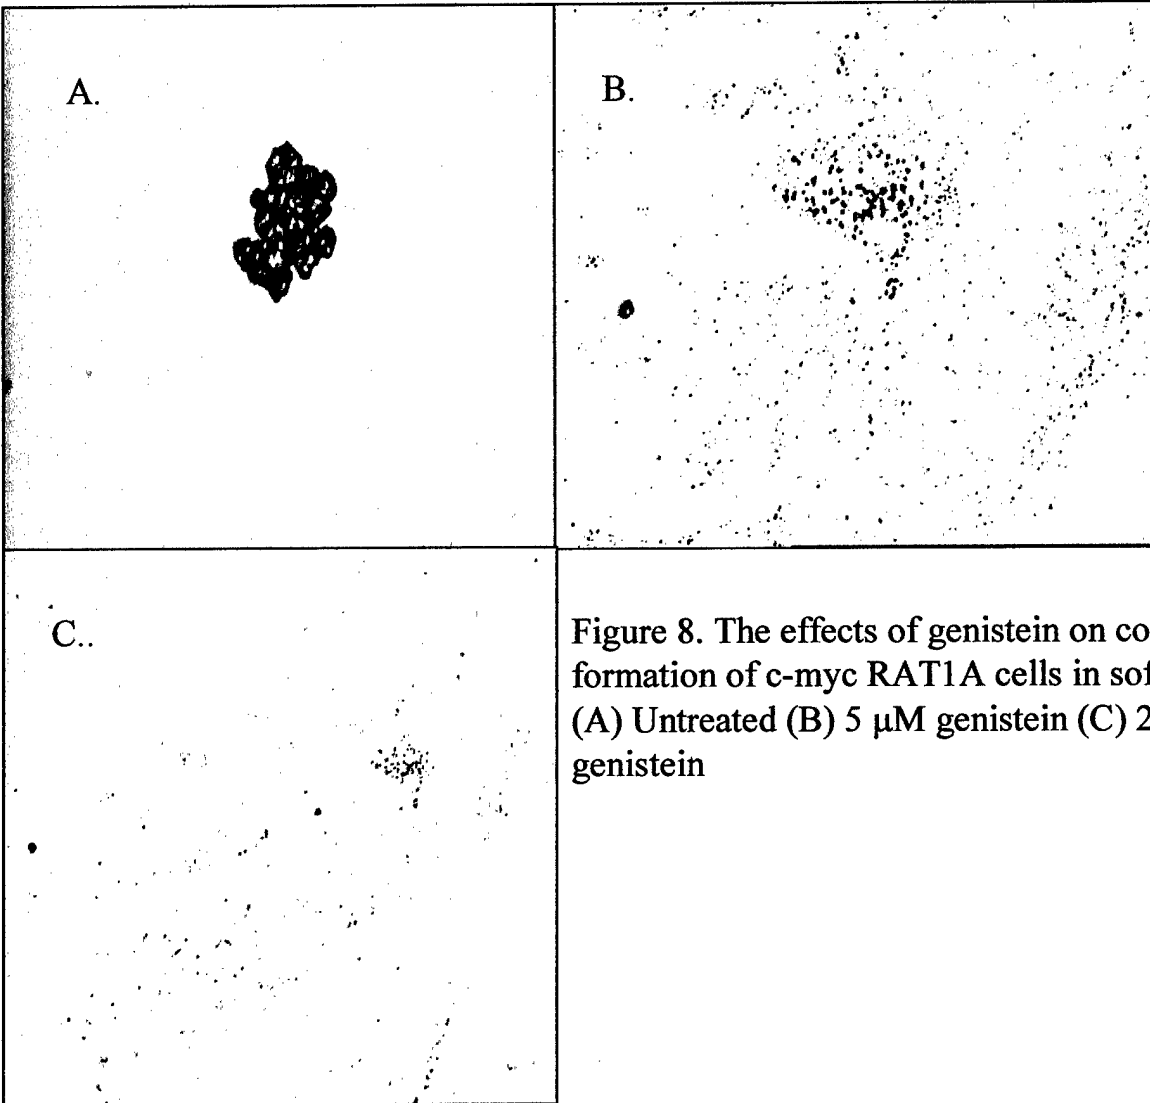 A.
B.
C..
Figure 8. The effects of genistein on co
formation of c-myc RAT1A cells in sof
(A) Untreated (B) 5 μM genistein (C) 2
genistein